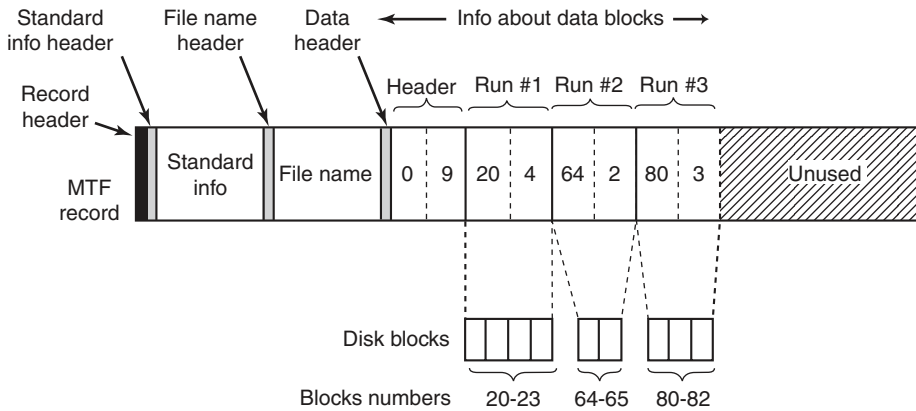 Standard
info header
File name
header
Data
header
Info about data blocks
Record
header
Header
Run #1
Run #2
Run #3
MTF
record
Standard
info
File name
0
9
20
4
64
2
80
3
Unused
Disk blocks
Blocks numbers
20-23
64-65
80-82